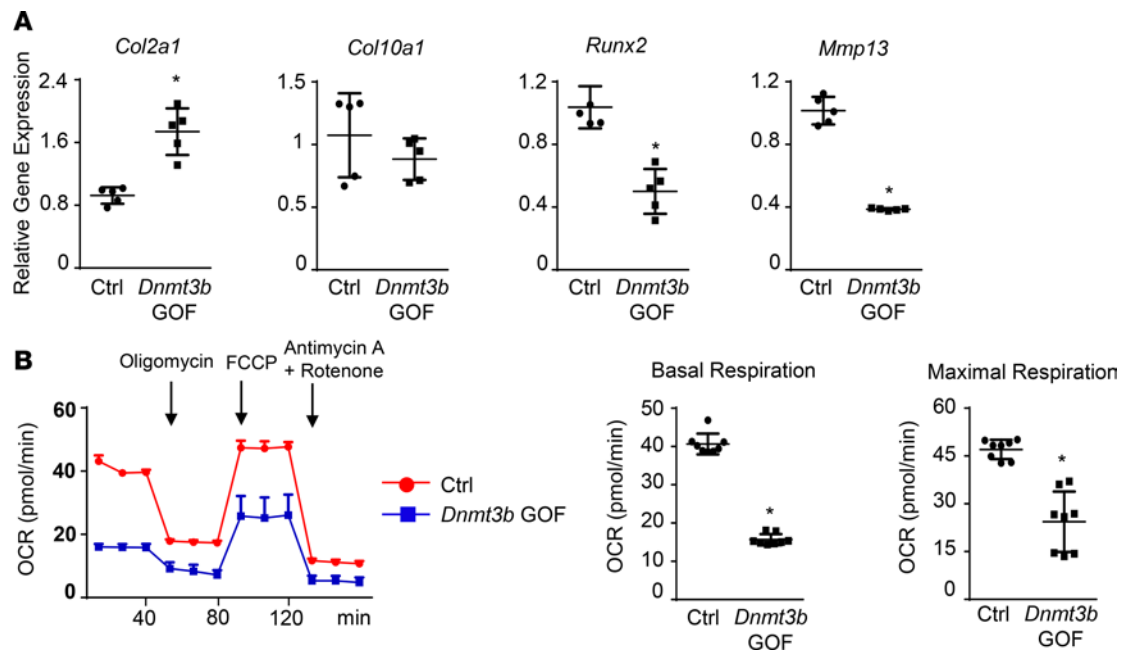 A
Col2a1
Col10a1
Runx2
Mmp13
Relative Gene Expression
2.4
1.6
0.8
0
Ctrl
Dnmt3b
GOF
1.5
1
0.5
0
Ctrl
Dnmt3b
GOF
1.2
0.8
0.4
0
Ctrl
Dnmt3b
GOF
1.2
0.8
0.4
0
Ctrl
Dnmt3b
GOF
*
*
*
B
Oligomycin
FCCP
Antimycin A
+ Rotenone
OCR (pmol/min)
60
40
20
0
40
80
120
min
Ctrl
Dnmt3b GOF
Basal Respiration
OCR (pmol/min)
50
40
30
20
10
0
*
Ctrl
Dnmt3b
GOF
Maximal Respiration
OCR (pmol/min)
60
45
30
15
0
*
Ctrl
Dnmt3b
GOF